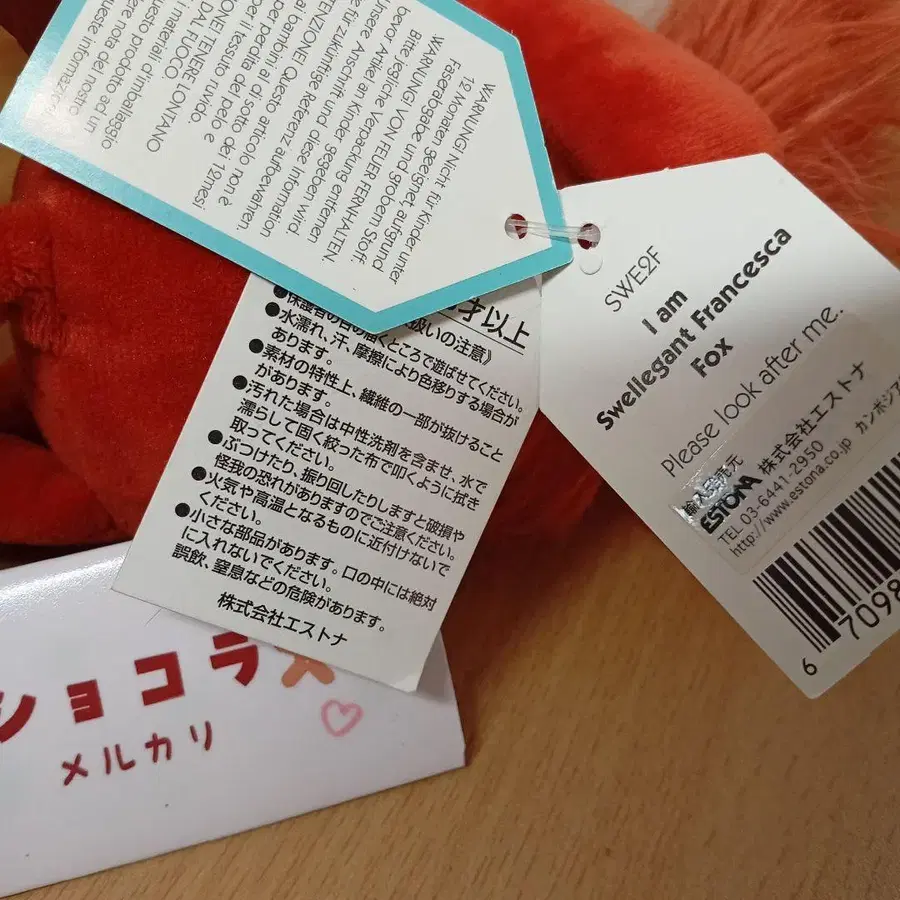 WARNUNG! Nicht für Kinder unter
12 Monaten geeignet, aufgrund
Faserabgabe und grobem Stoff.
Bitte jegliche Verpackung entfernen
bevor Artikel an Kinder gegeben wird.
Unsere Anschrift und diese Information
für zukünftige Referenz aufbewahren.
WARNUNG! VON FEUER FERNHALTEN.
ATTENZIONE! Questo articolo non è
ai bambini al di sotto dei 12mesi
per perdita del pelo e
il tessuto ruvido.
TENERE LONTANO
DAL FUOCO.
i materiali d'imballaggio
questo prodotto ad un
nota del nostro
queste informazioni
才以上
扱いの注意》
●保護者の目の届くところで遊ばせてください。
●水濡れ、汗、摩擦により色移りする場合が
あります。
●素材の特性上、繊維の一部が抜けること
があります。
●汚れた場合は中性洗剤を含ませ、水で
濡らして固く絞った布で叩くように拭き
取ってください。
●ぶつけたり、振り回したりしますと破損や
怪我の恐れがありますのでご注意ください。
●火気や高温となるものに近付けないで
ください。
●小さな部品があります。口の中には絶対
に入れないでください。
誤飲、窒息などの危険があります。
株式会社エストナ
SWE2F
I am
Swellegant Francesca
Fox
Please look after me.
輸入発売元
ESTONA 株式会社エストナ
TEL 03-6441-2950
http://www.estona.co.jp
カンボジア
6 7098
ショコラ
メルカリ